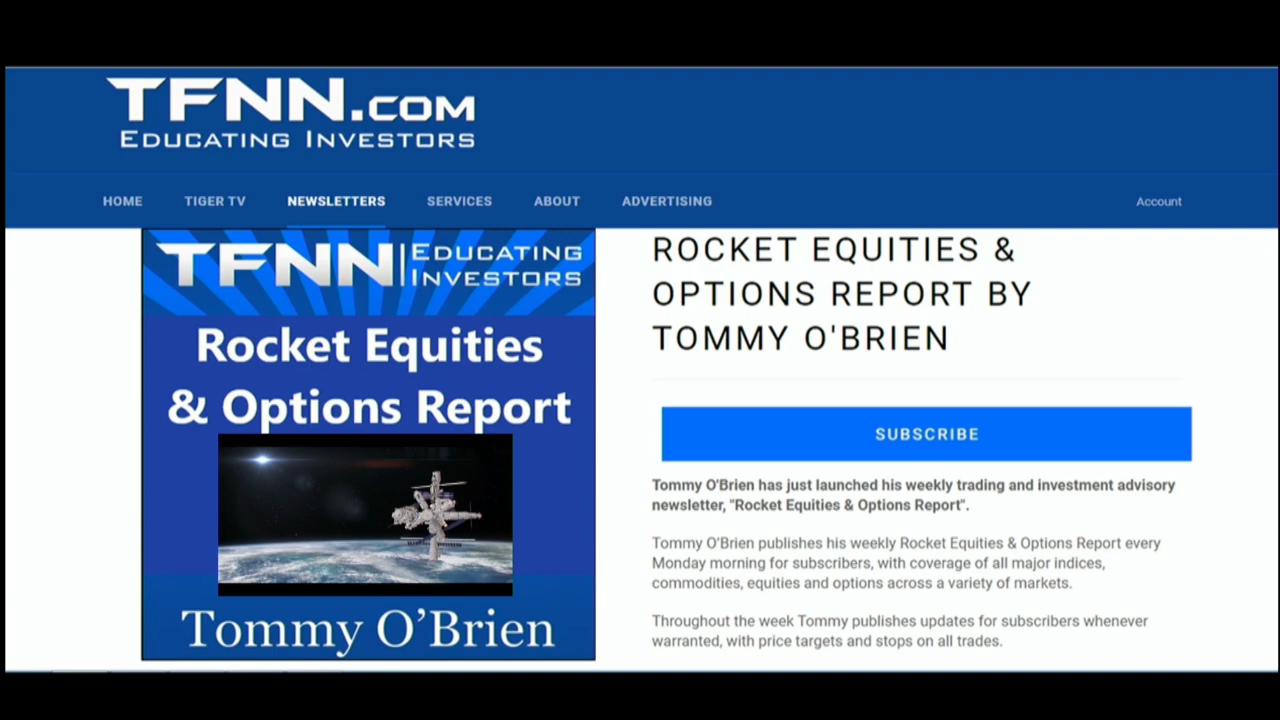 TFNN.COM
EDUCATING INVESTORS
HOME TIGER TV NEWSLETTERS SERVICES ABOUT ADVERTISING Account
TFNN EDUCATING
INVESTORS
Rocket Equities
& Options Report
Tommy O’Brien
ROCKET EQUITIES &
OPTIONS REPORT BY
TOMMY O'BRIEN
SUBSCRIBE
Tommy O'Brien has just launched his weekly trading and investment advisory
newsletter, "Rocket Equities & Options Report".
Tommy O'Brien publishes his weekly Rocket Equities & Options Report every
Monday morning for subscribers, with coverage of all major indices,
commodities, equities and options across a variety of markets.
Throughout the week Tommy publishes updates for subscribers whenever
warranted, with price targets and stops on all trades.